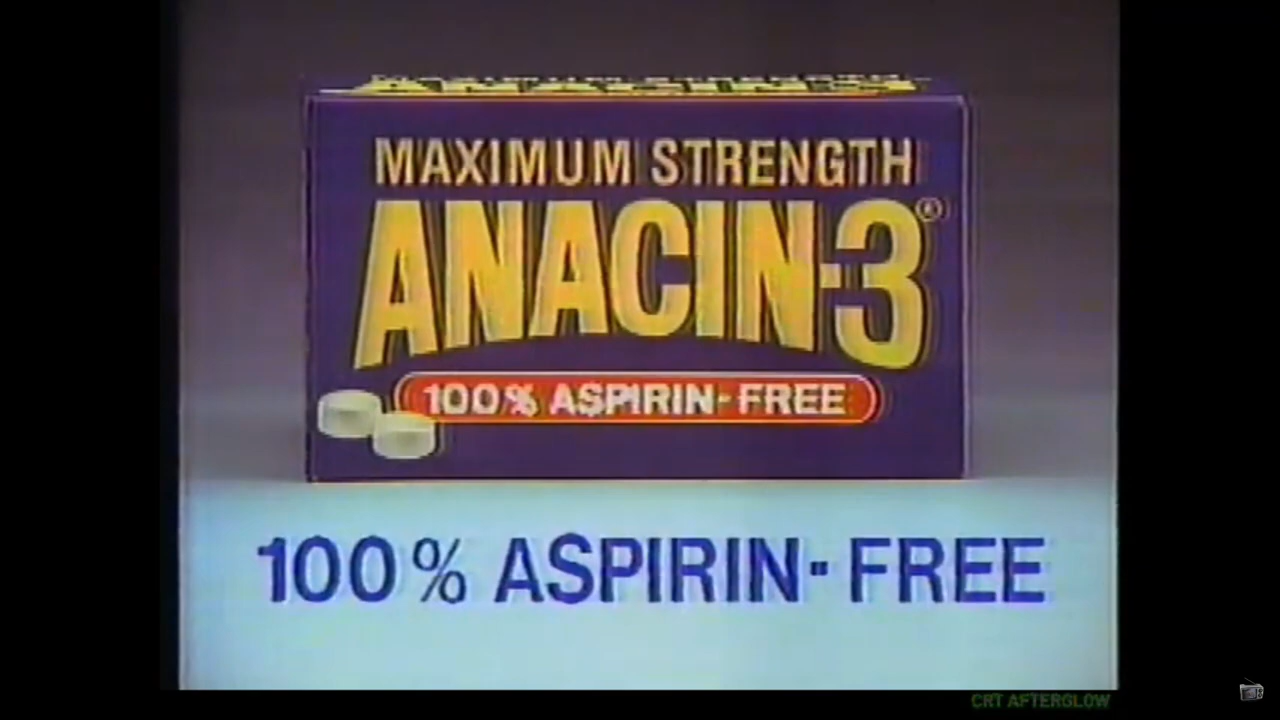 MAXIMUM STRENGTH
ANACIN-3®
100% ASPIRIN-FREE
100% ASPIRIN-FREE
CRT AFTERGLOW